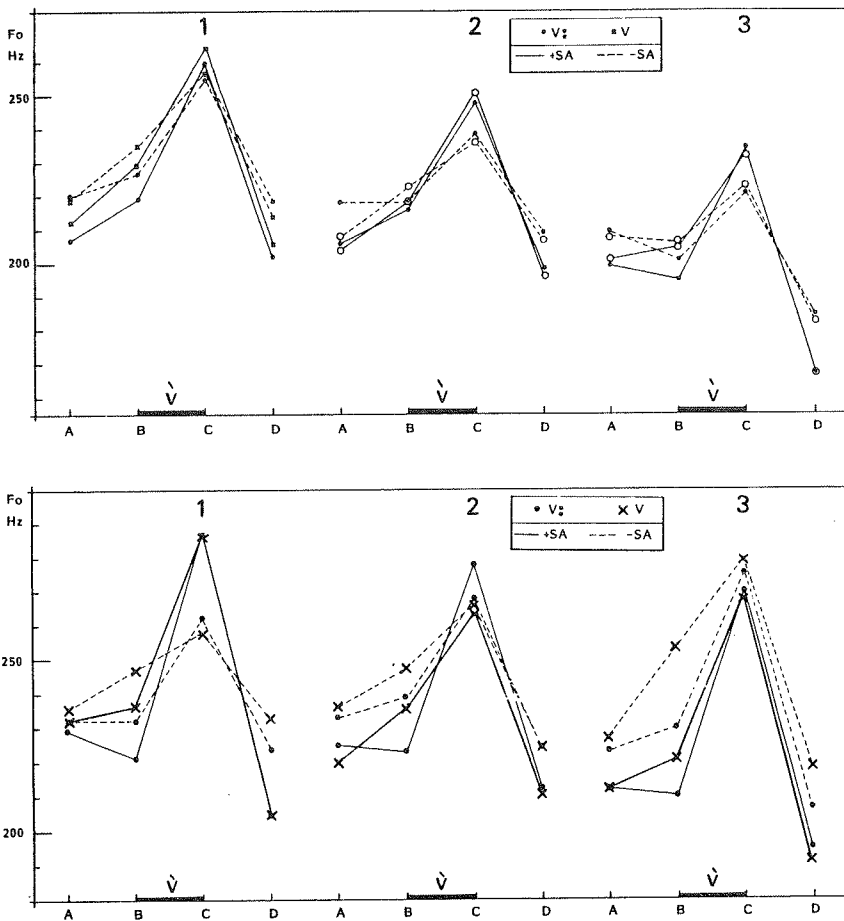 Fo
Hz
1 2 3
• V: × V
+SA --- -SA
250
200
V̀ V̀ V̀
A B C D A B C D A B C D
Fo
Hz
1 2 3
• V: × V
+SA --- -SA
250
200
V̀ V̀ V̀
A B C D A B C D A B C D